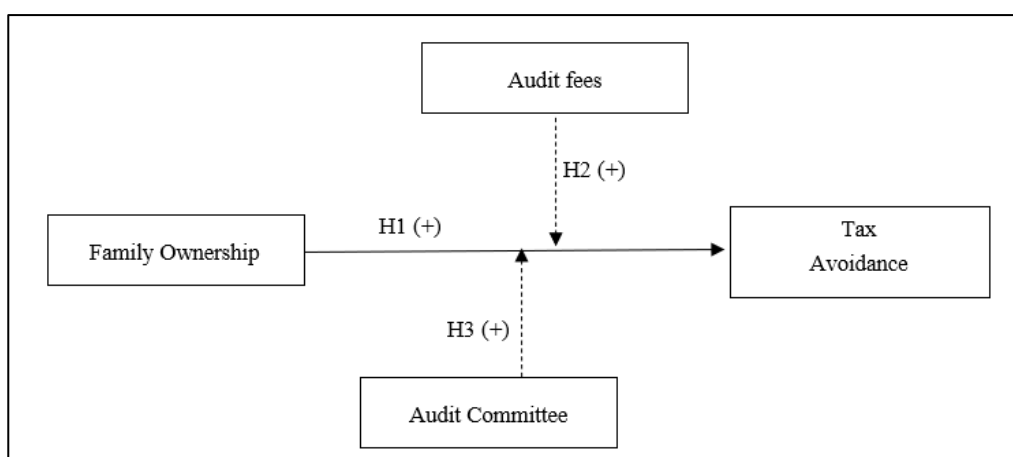 Audit fees
H2 (+)
H1 (+)
Family Ownership
Tax
Avoidance
H3 (+)
Audit Committee